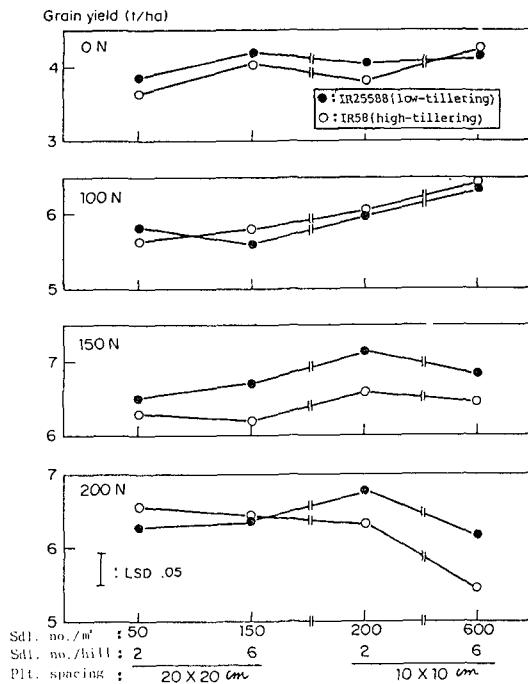 Grain yield (t/ha)
0 N
4
3
● : IR25588(low-tillering)
○ : IR58(high-tillering)
100 N
6
5
150 N
7
6
7
200 N
6
: LSD .05
5
Sdl. no./m² : 50 150 200 600
Sdl. no./hill : 2 6 2 6
Plt. spacing : 20 X 20 cm 10 X 10 cm